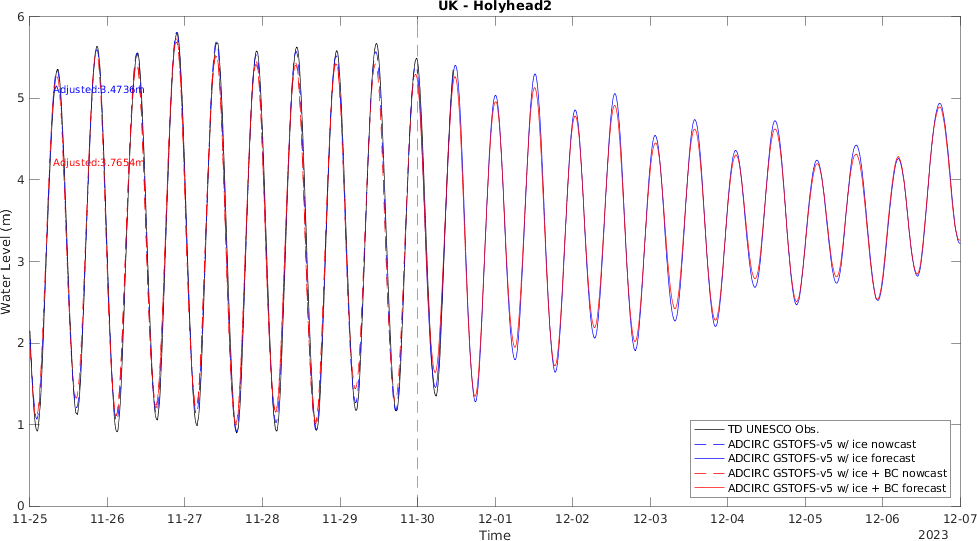 UK - Holyhead2
6
5
4
3
2
1
0
Water Level (m)
Adjusted:3.4736m
Adjusted:3.7654m
TD UNESCO Obs.
ADCIRC GSTOFS-v5 w/ ice nowcast
ADCIRC GSTOFS-v5 w/ ice forecast
ADCIRC GSTOFS-v5 w/ ice + BC nowcast
ADCIRC GSTOFS-v5 w/ ice + BC forecast
11-25 11-26 11-27 11-28 11-29 11-30 12-01 12-02 12-03 12-04 12-05 12-06 12-07
Time
2023